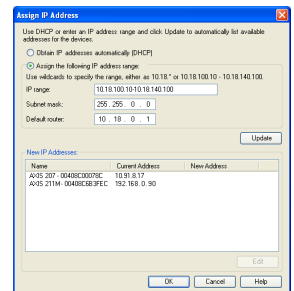 Assign IP Address
Use DHCP or enter an IP address range and click Update to automatically list available
addresses for the devices.
Obtain IP addresses automatically (DHCP)
Assign the following IP address range:
Use wildcards to specify the range, either as 10.18.* or 10.18.100.10 - 10.18.140.100.
IP range: 10.18.100.10-10.18.140.100
Subnet mask: 255 . 255 . 0 . 0
Default router: 10 . 18 . 0 . 1
Update
New IP Addresses:
Name Current Address New Address
AXIS 207 - 00408C00078C 10.91.8.17
AXIS 211M - 00408C6B3FEC 192.168.0.90
Edit
OK Cancel Help